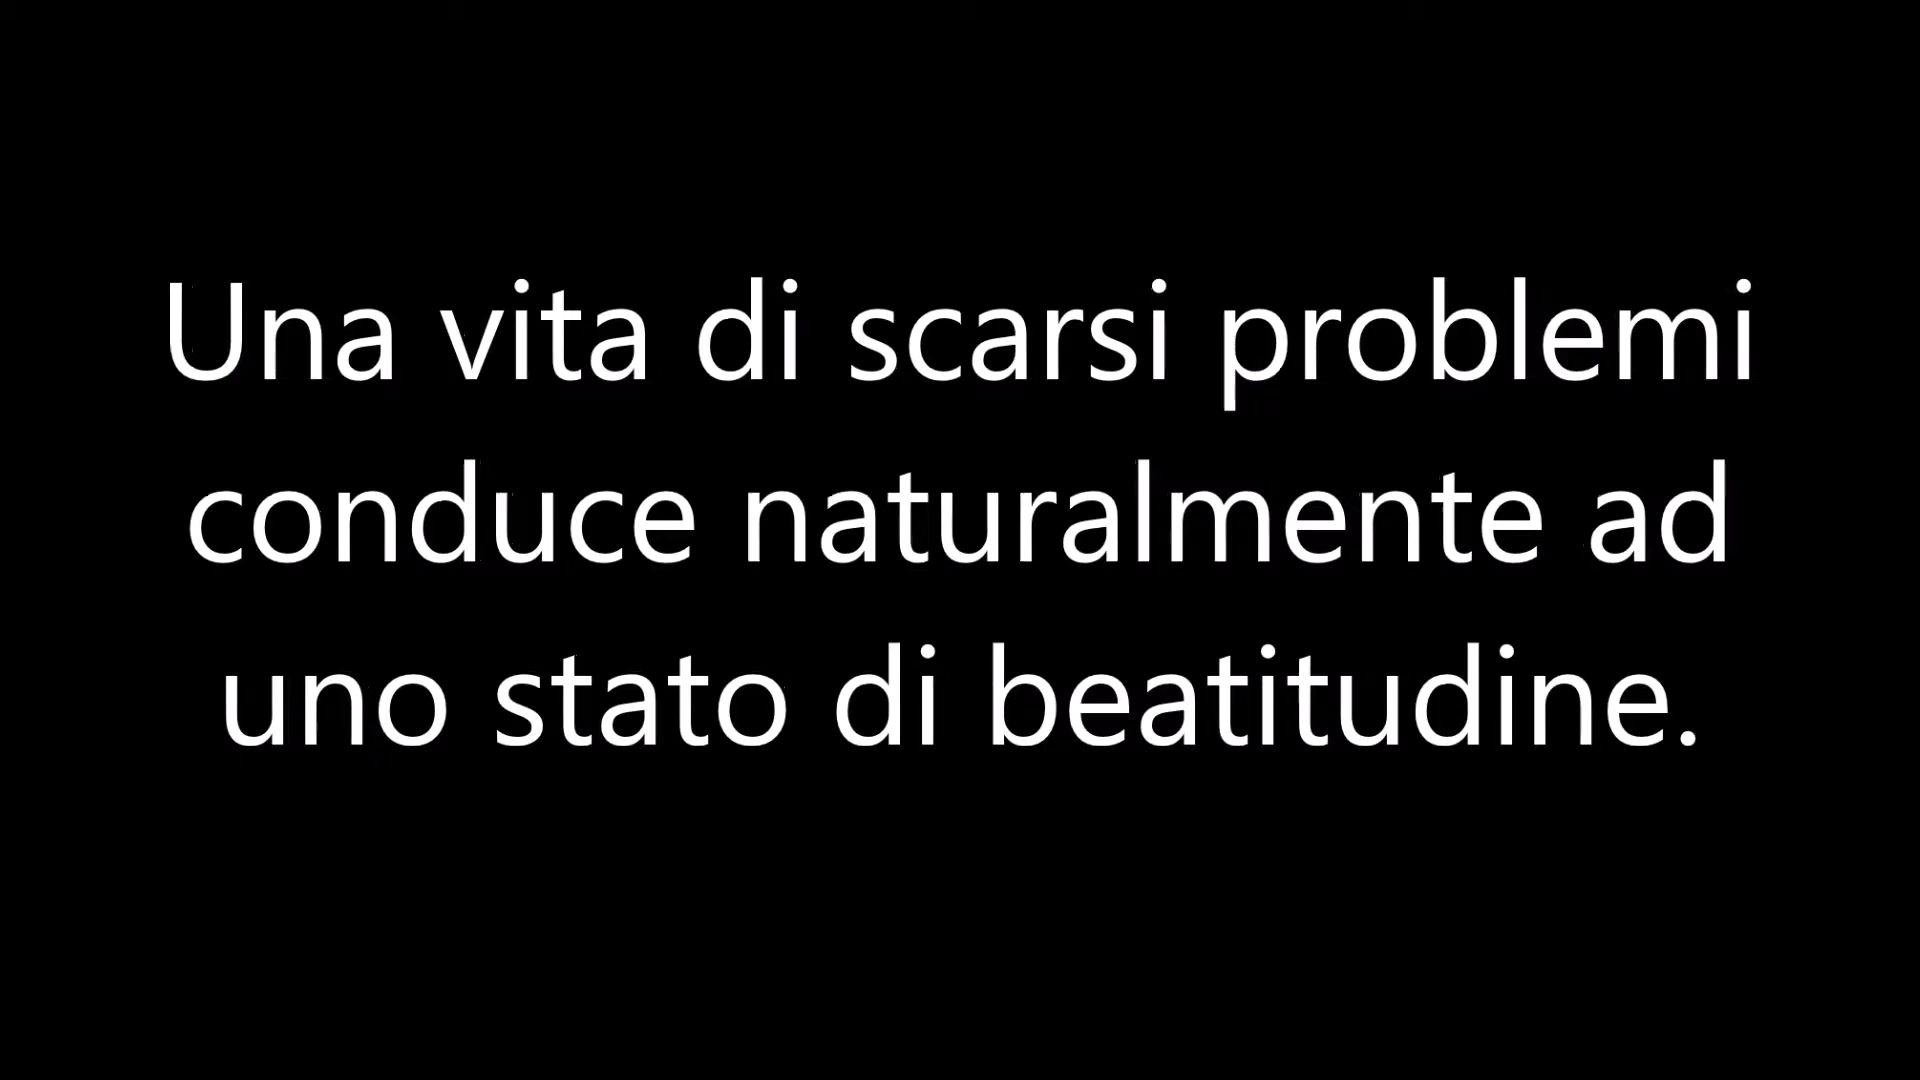 Una vita di scarsi problemi
conduce naturalmente ad
uno stato di beatitudine.